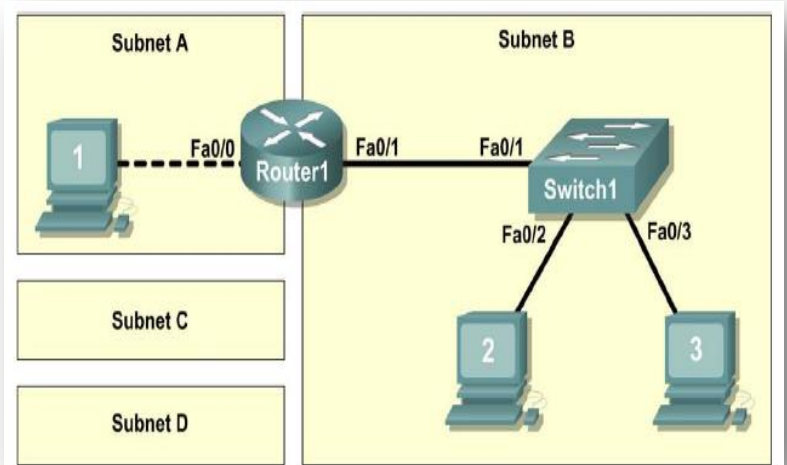 Subnet A
Subnet B
1
Fa0/0
Router1
Fa0/1
Fa0/1
Switch1
Fa0/2
Fa0/3
Subnet C
2
3
Subnet D